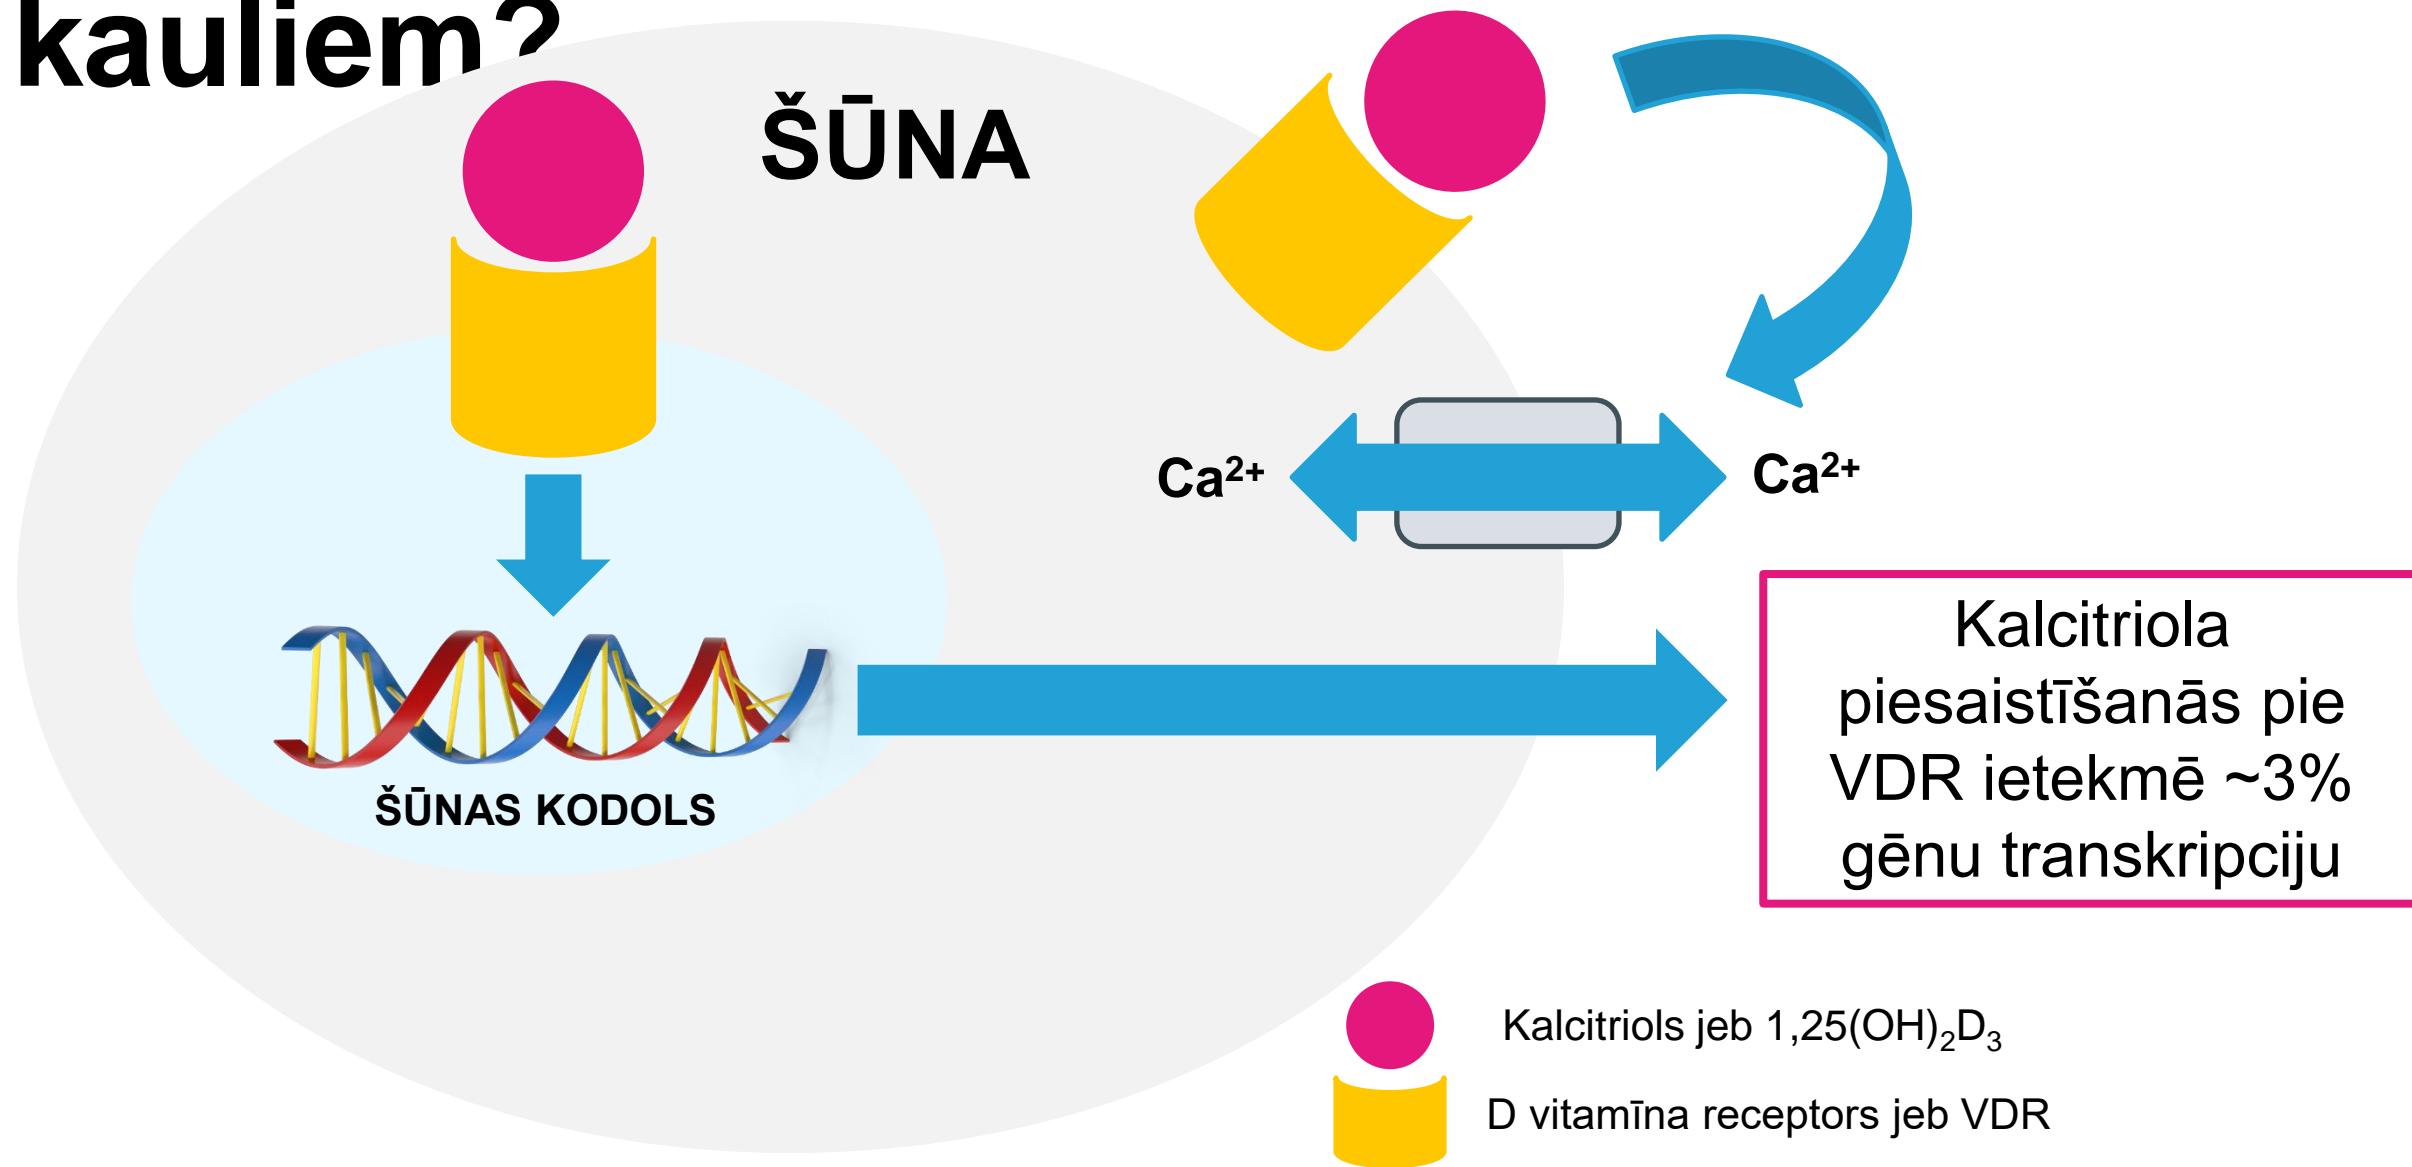 kauliem?
ŠŪNA
Ca²⁺
Ca²⁺
Kalcitriola
piesaistīšanās pie
VDR ietekmē ~3%
gēnu transkripciju
ŠŪNAS KODOLS
Kalcitriols jeb 1,25(OH)₂D₃
D vitamīna receptors jeb VDR